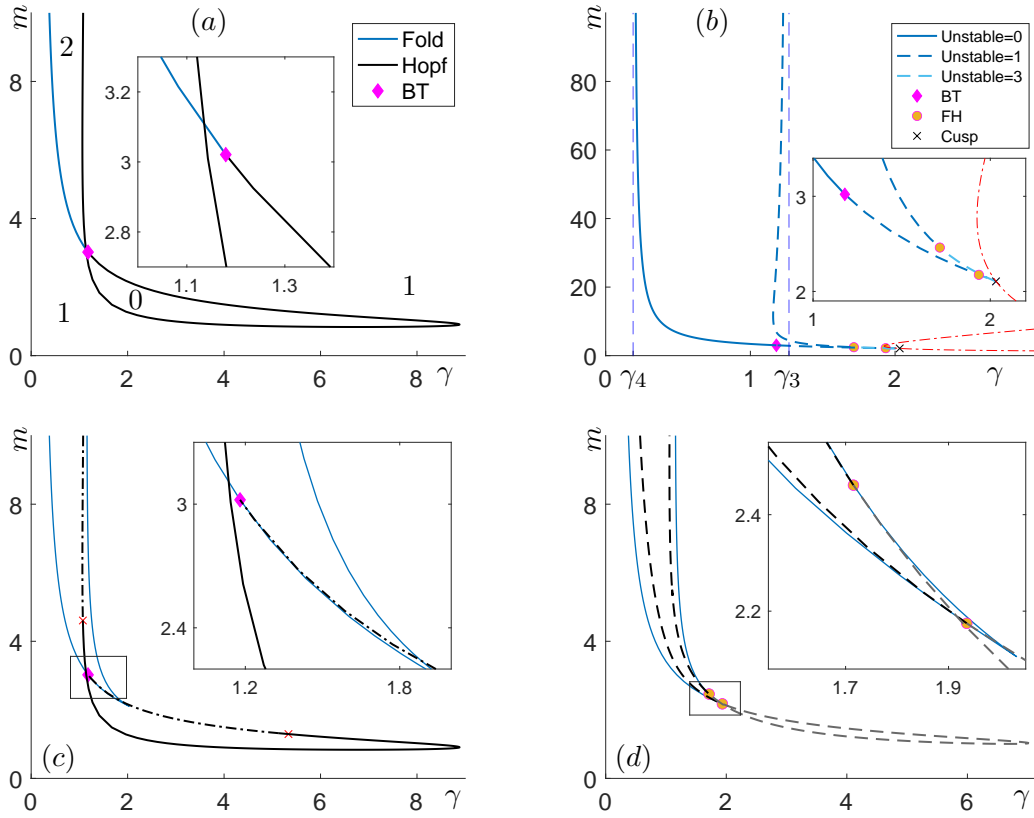 m
(a)
Fold
Hopf
BT
8
4
0
2
1
0
1
3.2
3
2.8
1.1
1.3
0
2
4
6
8
γ
m
(b)
Unstable=0
Unstable=1
Unstable=3
BT
FH
Cusp
100
80
60
40
20
0
3
2
1
2
0
γ4
1
γ3
2
γ
m
8
4
0
3
2.4
1.2
1.8
(c)
0
2
4
6
8
γ
m
8
4
0
2.4
2.2
1.7
1.9
(d)
0
2
4
6
γ